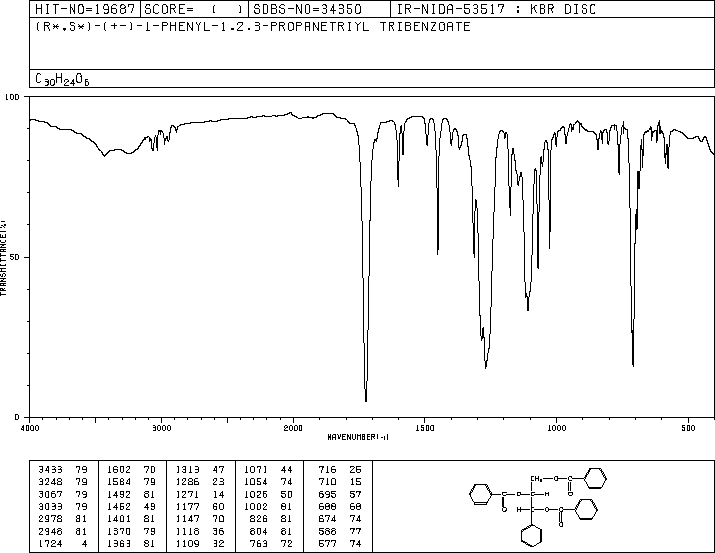 HIT-NO=19687 SCORE= ( ) SDBS-NO=34350 IR-NIDA-53517 : KBR DISC
(R*,S*)-(+-)-1-PHENYL-1,2,3-PROPANETRIYL TRIBENZOATE
C30H24O6
100
50
0
TRANSMITTANCE(%)
4000 3000 2000 1500 1000 500
WAVENUMBER(-1)
3433 79 1602 70 1313 47 1071 44 716 26
3248 79 1584 79 1286 23 1054 74 710 15
3067 79 1492 81 1271 14 1026 50 695 57
3033 79 1452 49 1177 60 1002 81 688 68
2978 81 1401 81 1147 70 826 81 674 74
2948 81 1370 79 1118 36 804 81 588 77
1724 4 1363 81 1109 32 763 72 577 74
CH2-O-C
O
C-O H
O
H O-C
O